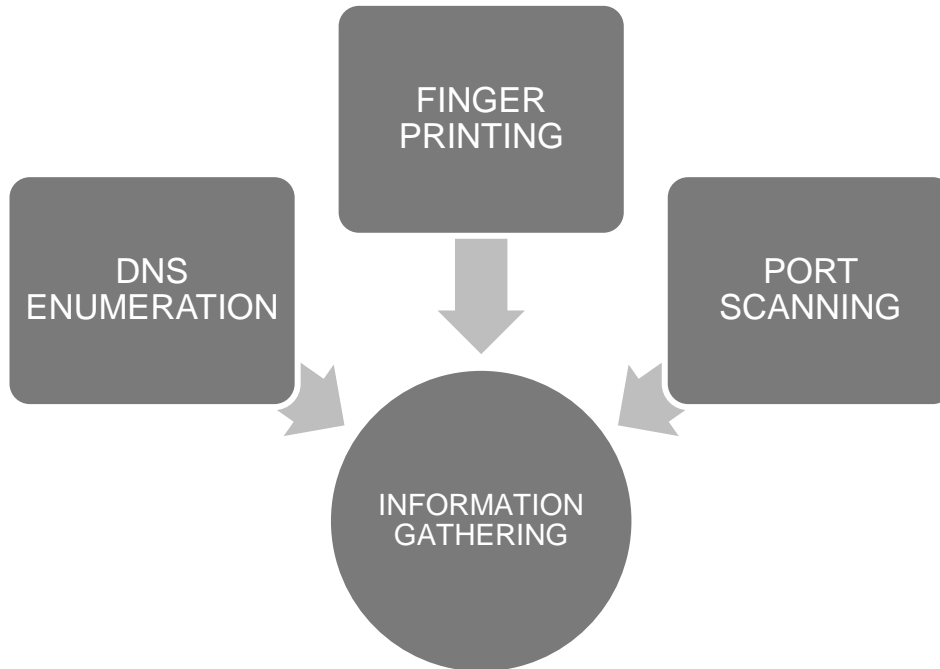 FINGER
PRINTING
DNS
ENUMERATION
PORT
SCANNING
INFORMATION
GATHERING